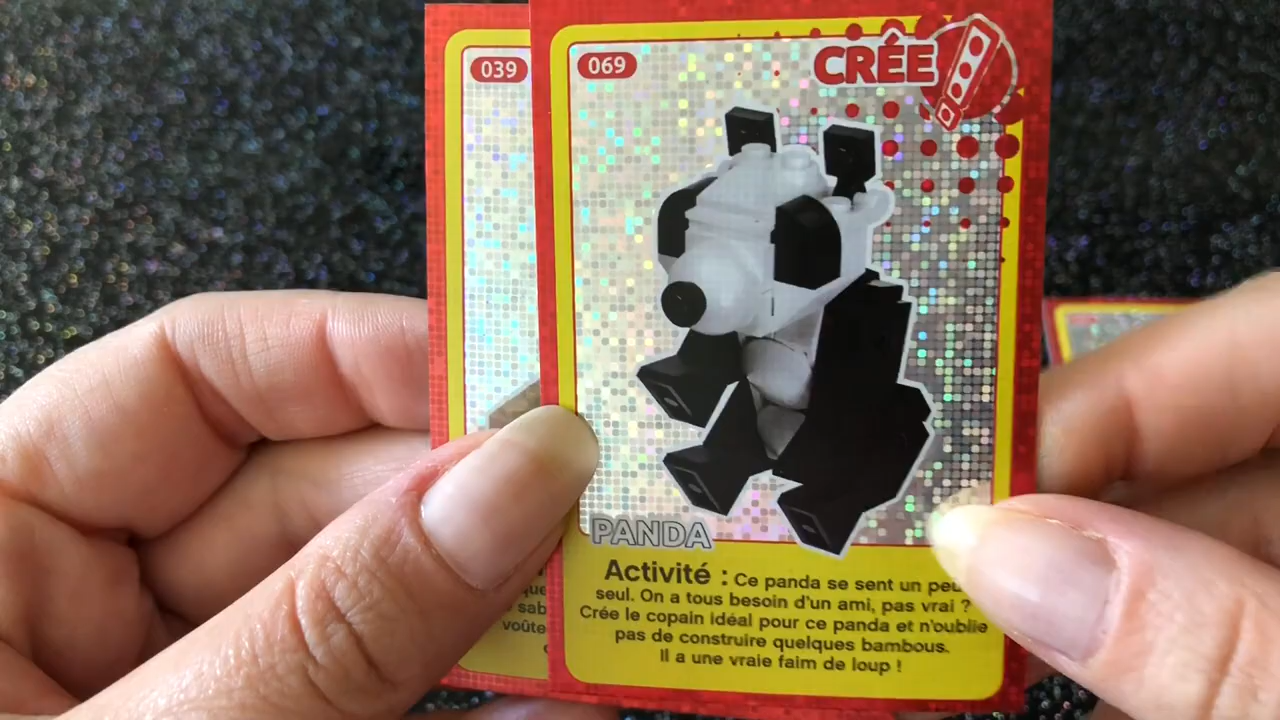 039
069
CRÉE
PANDA
Activité : Ce panda se sent un peu
seul. On a tous besoin d'un ami, pas vrai ?
Crée le copain idéal pour ce panda et n'oublie
pas de construire quelques bambous.
Il a une vraie faim de loup !
que
sab
voûte